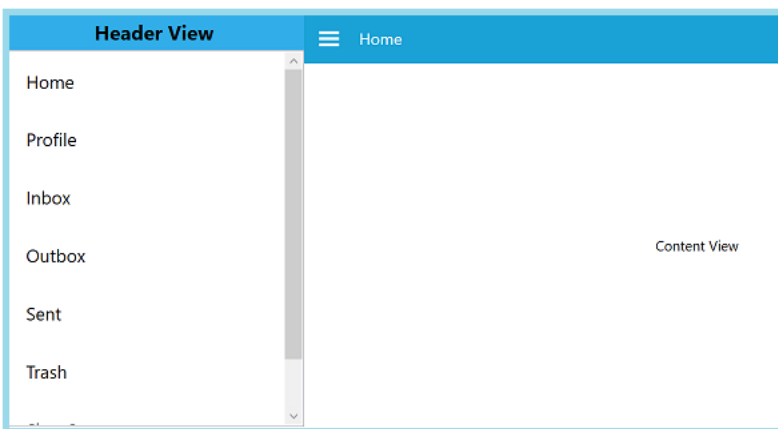 Header View
Home
Profile
Inbox
Outbox
Sent
Trash
Home
Content View